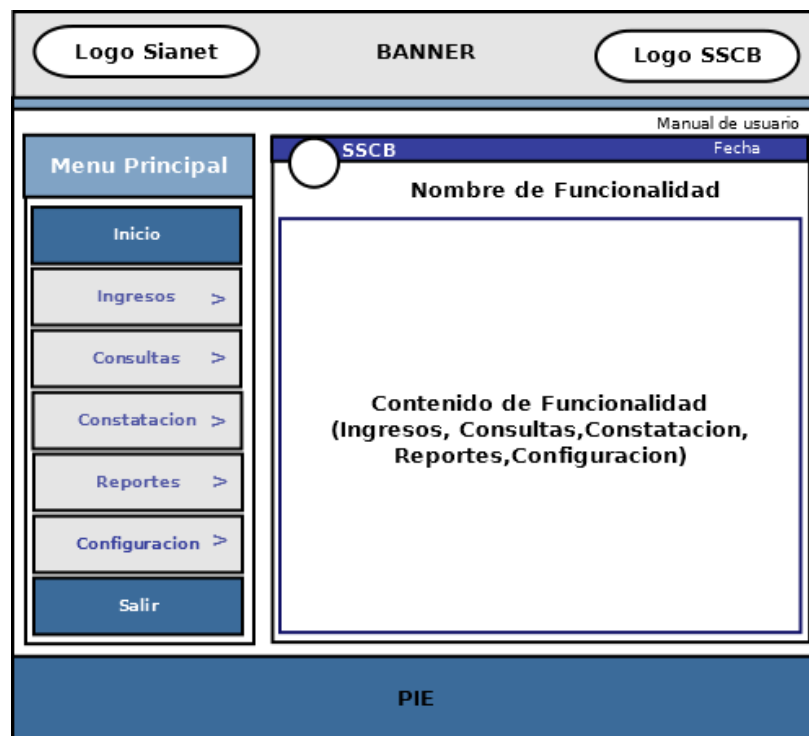 Logo Sianet
BANNER
Logo SSCB
Manual de usuario
Menu Principal
SSCB
Fecha
Nombre de Funcionalidad
Inicio
Ingresos >
Consultas >
Constatacion >
Reportes >
Configuracion >
Salir
Contenido de Funcionalidad
(Ingresos, Consultas,Constatacion,
Reportes,Configuracion)
PIE